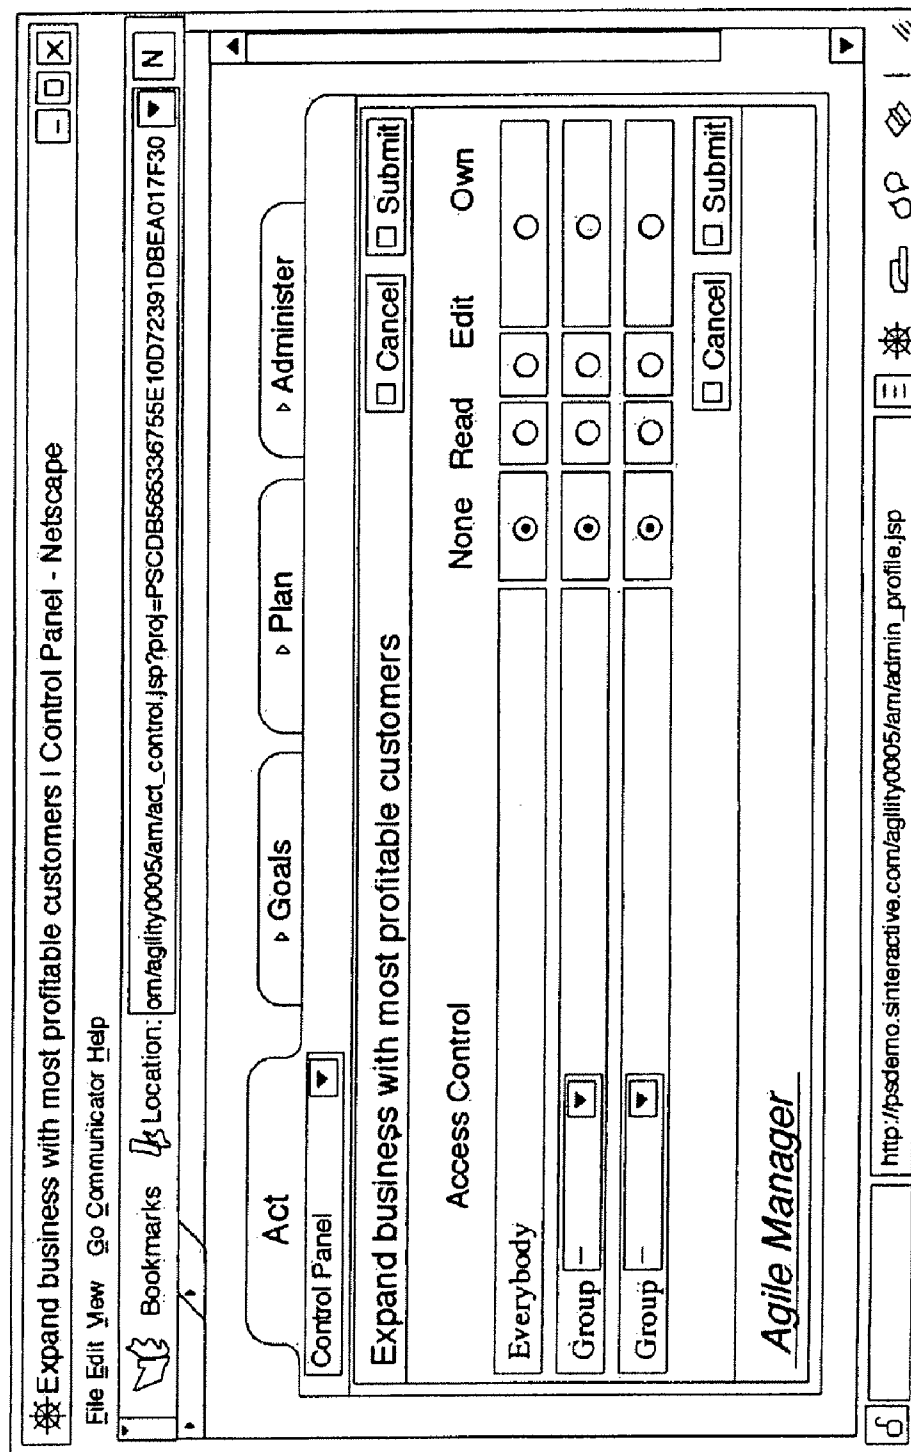 Expand business with most profitable customers | Control Panel - Netscape
File Edit View Go Communicator Help
Bookmarks Location: om/agility0005/am/act_control.jsp?proj=PSCDB565336755E10D72391DBEA017F30 N
Act ▹ Goals ▹ Plan ▹ Administer
Control Panel
Expand business with most profitable customers Cancel Submit
Access Control None Read Edit Own
Everybody
Group –
Group –
Cancel Submit
Agile Manager
http://psdemo.sinteractive.com/agility0005/am/admin_profile.jsp